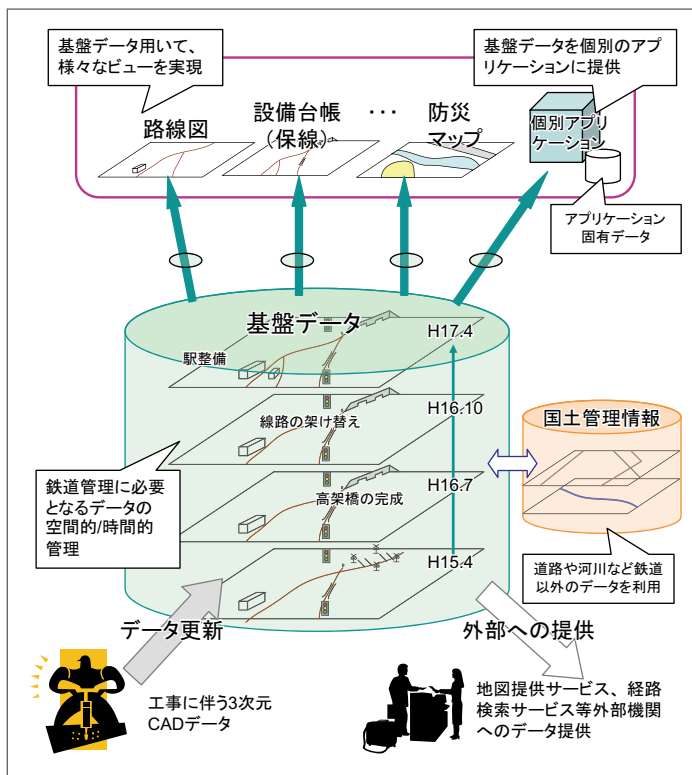 基盤データ用いて、
様々なビューを実現
基盤データを個別のアプ
リケーションに提供
路線図
設備台帳
(保線)
･･･
防災
マップ
個別アプリ
ケーション
アプリケーション
固有データ
基盤データ
H17.4
駅整備
H16.10
線路の架け替え
国土管理情報
鉄道管理に必要
となるデータの
空間的/時間的
管理
H16.7
高架橋の完成
H15.4
道路や河川など鉄道
以外のデータを利用
データ更新
外部への提供
工事に伴う3次元
CADデータ
地図提供サービス、経路
検索サービス等外部機関
へのデータ提供